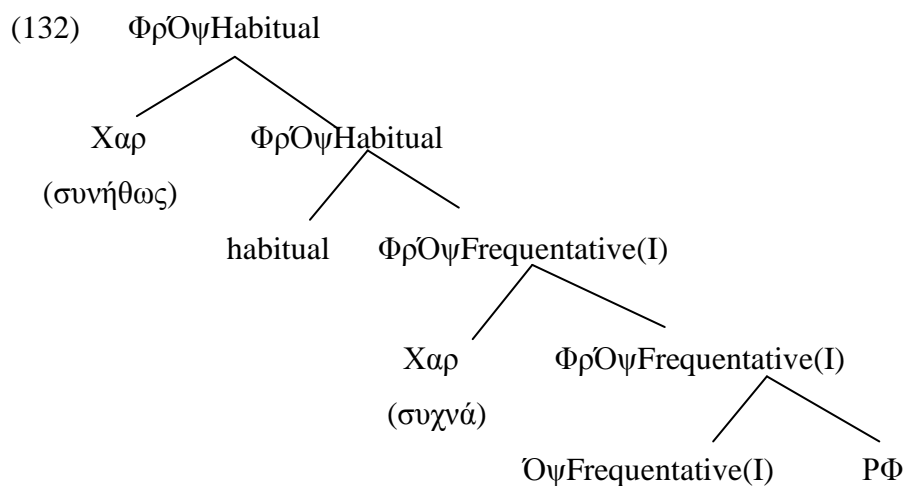 (132) ΦρΌψHabitual
Χαρ ΦρΌψHabitual
(συνήθως)
habitual ΦρΌψFrequentative(I)
Χαρ ΦρΌψFrequentative(I)
(συχνά)
ΌψFrequentative(I) ΡΦ